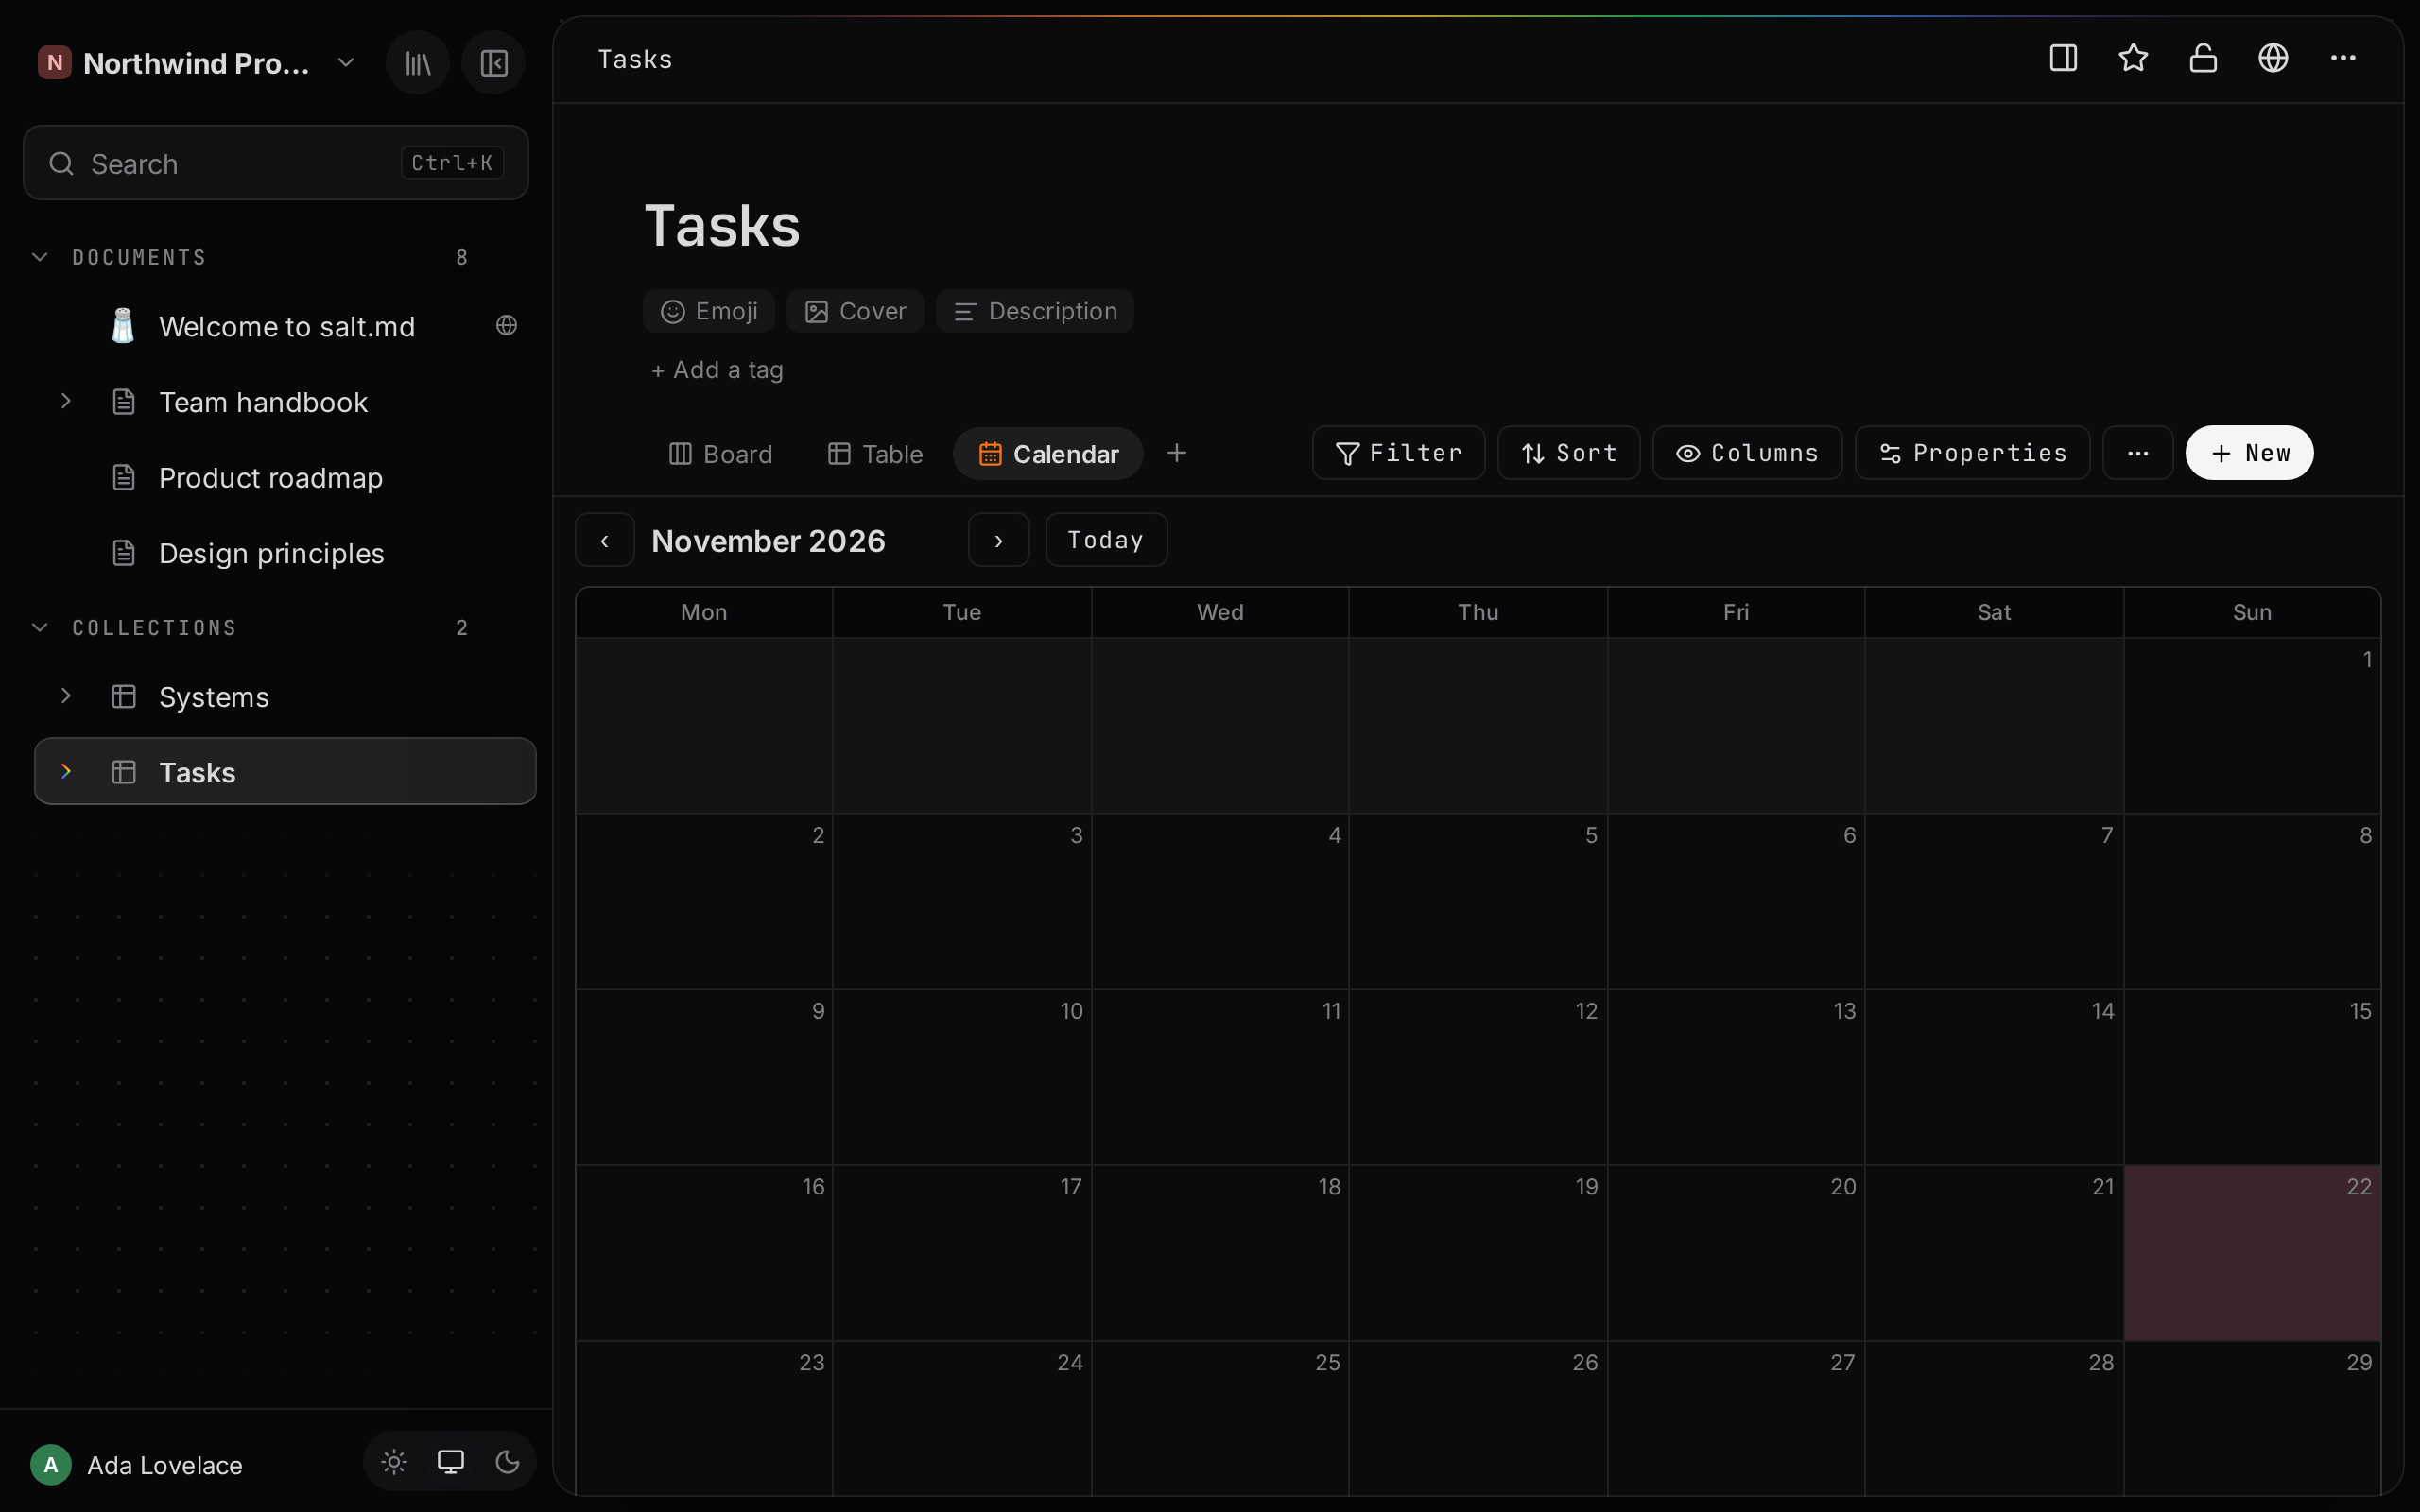 N Northwind Pro...
Search Ctrl+K
DOCUMENTS 8
Welcome to salt.md
Team handbook
Product roadmap
Design principles
COLLECTIONS 2
Systems
Tasks
A Ada Lovelace
Tasks
Tasks
Emoji Cover Description
+ Add a tag
Board Table Calendar + Filter Sort Columns Properties ... + New
‹ November 2026 › Today
Mon Tue Wed Thu Fri Sat Sun
1
2 3 4 5 6 7 8
9 10 11 12 13 14 15
16 17 18 19 20 21 22
23 24 25 26 27 28 29